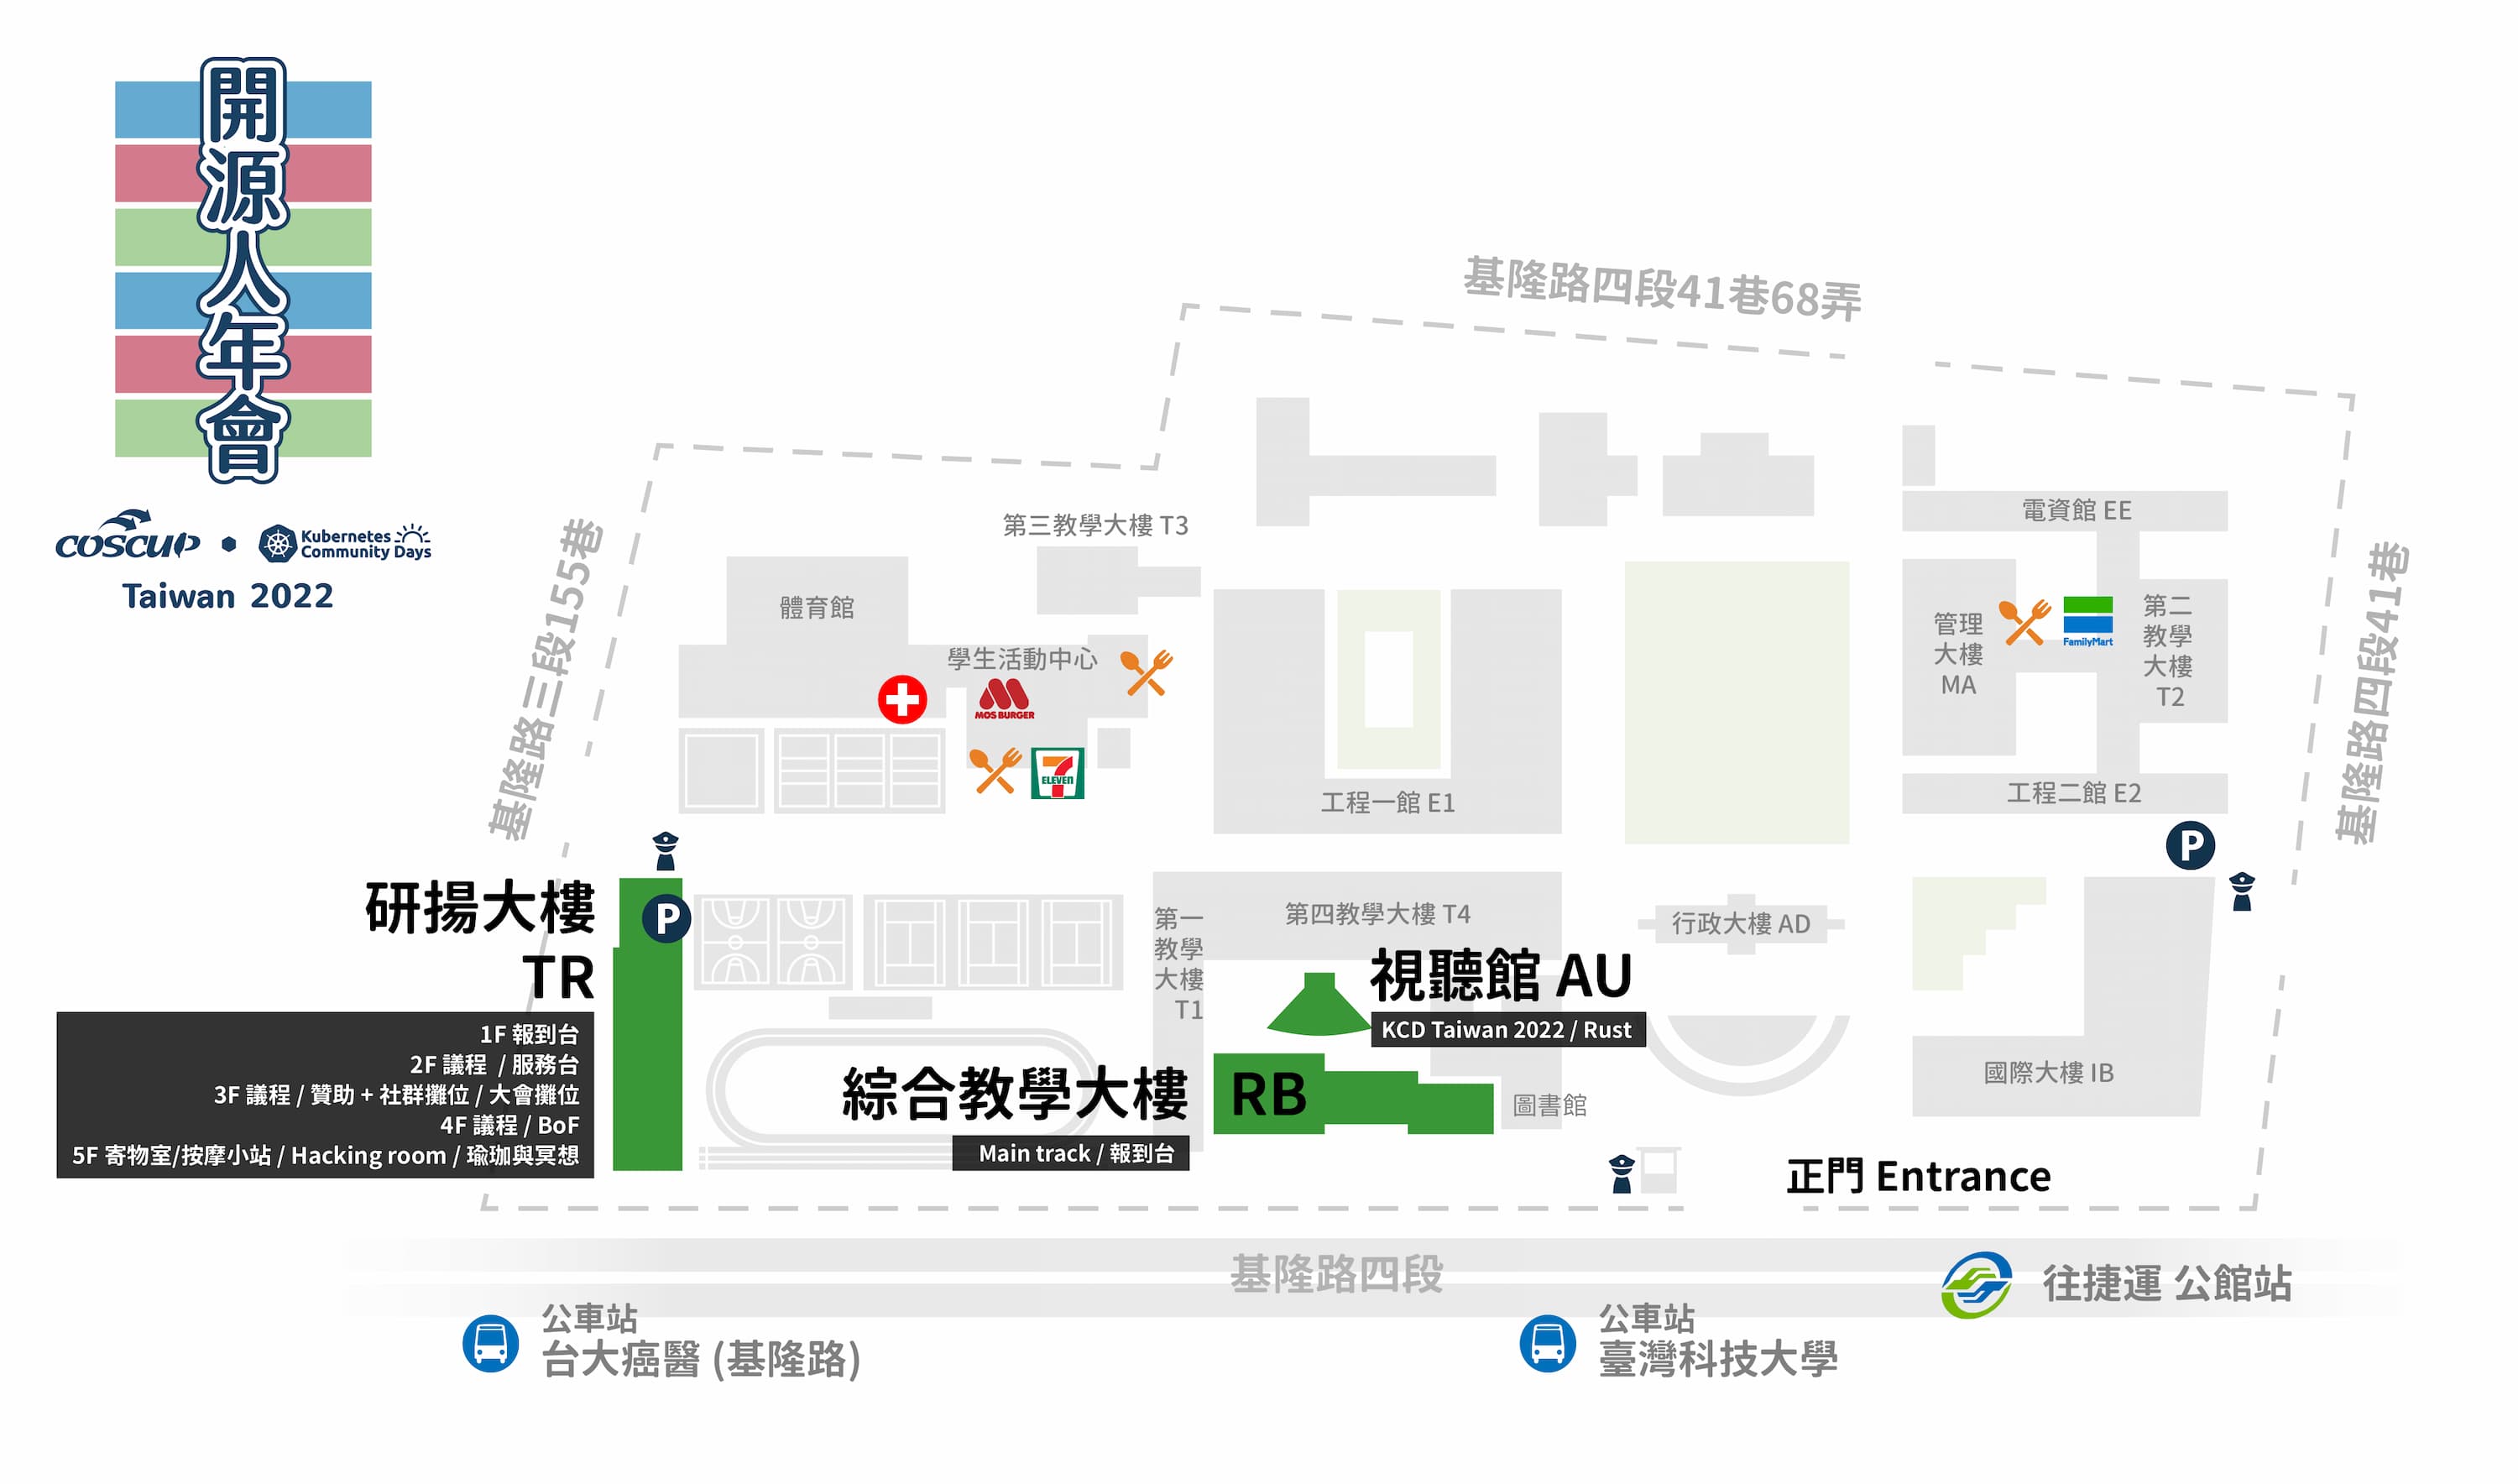 開源人年會
COSCUP
Kubernetes
Community Days
Taiwan 2022
基隆路四段41巷68弄
基隆路三段155巷
基隆路四段41巷
第三教學大樓 T3
體育館
學生活動中心
MOS BURGER
7
ELEVEn
工程一館 E1
電資館 EE
管理
大樓
MA
FamilyMart
第二
教學
大樓
T2
工程二館 E2
P
研揚大樓
TR
P
1F 報到台
2F 議程 / 服務台
3F 議程 / 贊助 + 社群攤位 / 大會攤位
4F 議程 / BoF
5F 寄物室/按摩小站 / Hacking room / 瑜珈與冥想
第一
教學
大樓
T1
第四教學大樓 T4
視聽館 AU
KCD Taiwan 2022 / Rust
行政大樓 AD
綜合教學大樓
RB
Main track / 報到台
圖書館
國際大樓 IB
正門 Entrance
基隆路四段
往捷運 公館站
公車站
台大癌醫 (基隆路)
公車站
臺灣科技大學